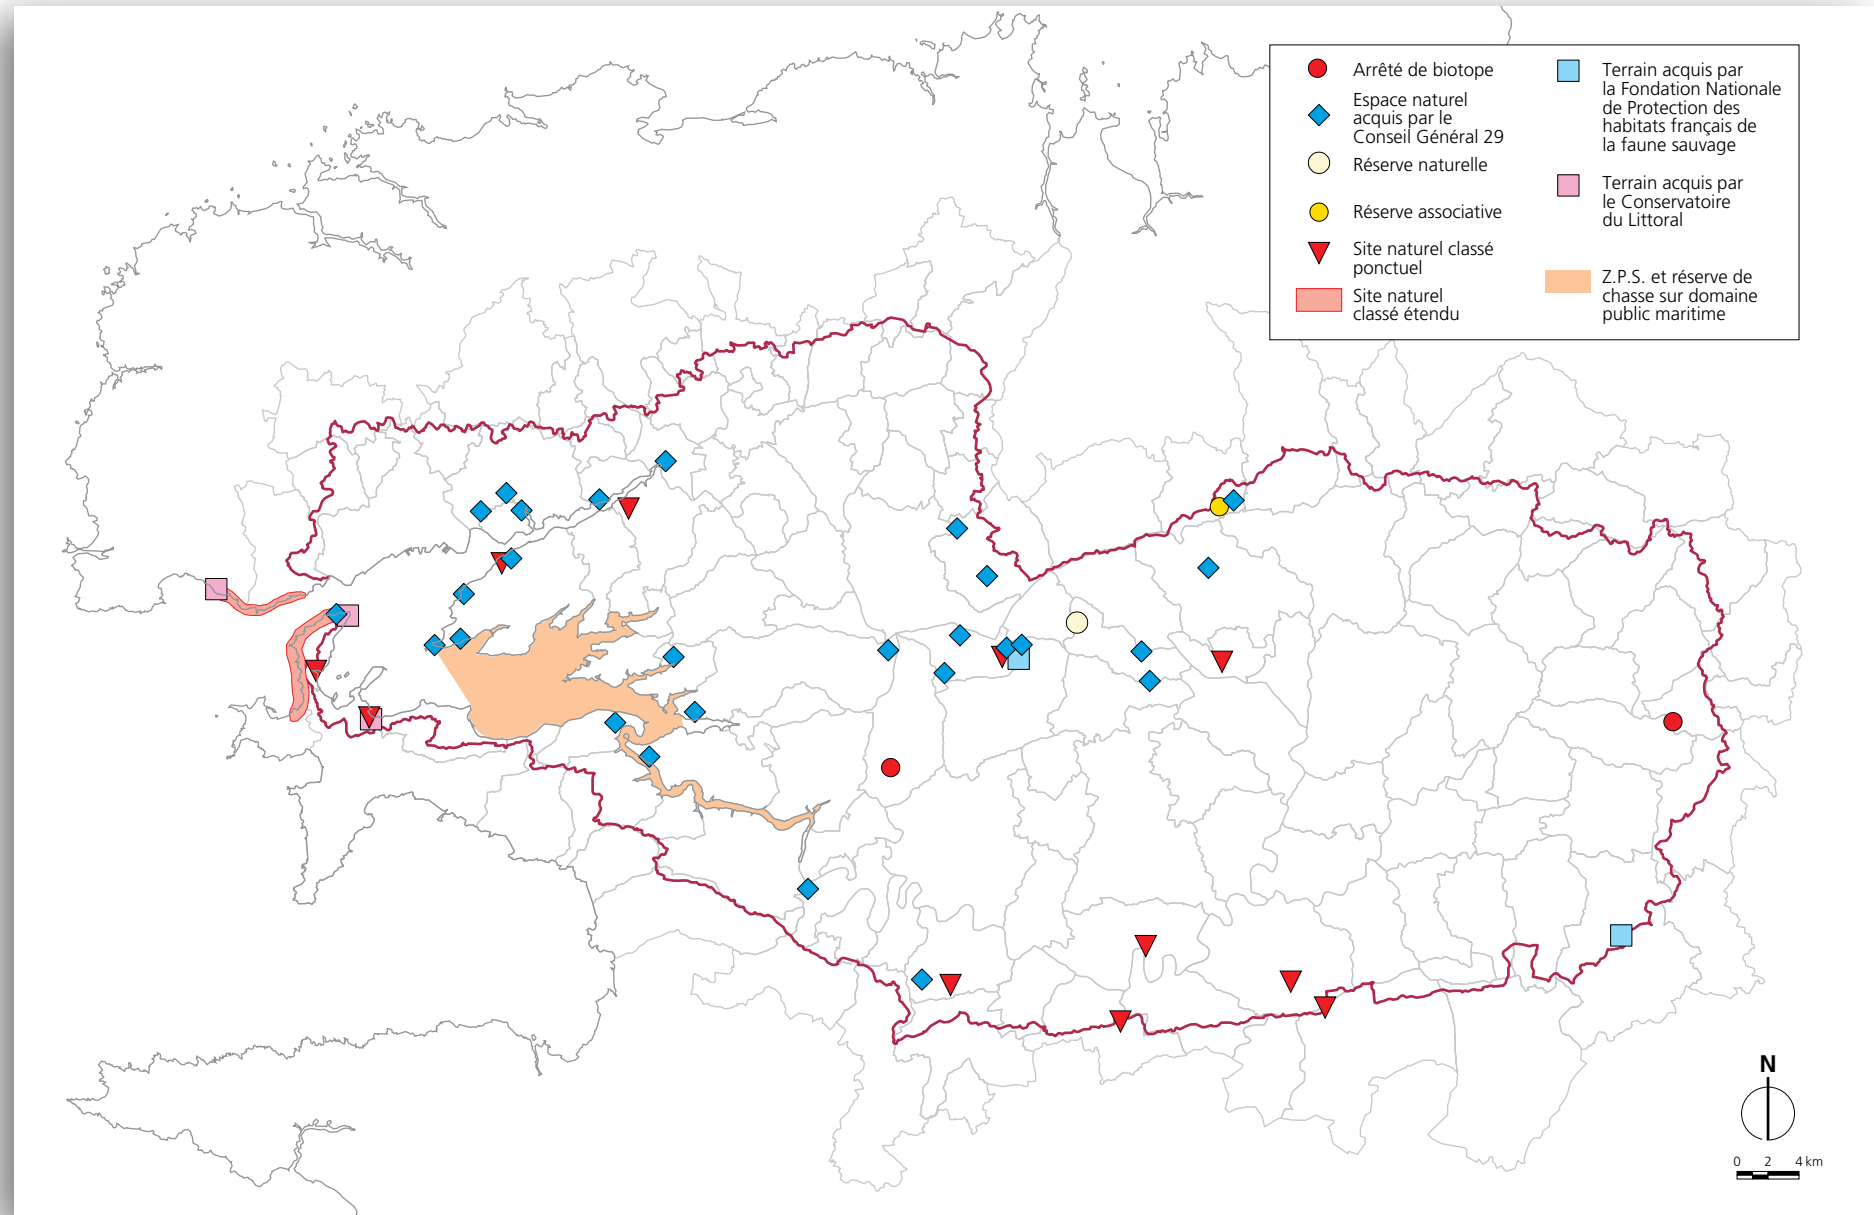 Arrêté de biotope
Espace naturel
acquis par le
Conseil Général 29
Réserve naturelle
Réserve associative
Site naturel classé
ponctuel
Site naturel
classé étendu
Terrain acquis par
la Fondation Nationale
de Protection des
habitats français de
la faune sauvage
Terrain acquis par
le Conservatoire
du Littoral
Z.P.S. et réserve de
chasse sur domaine
public maritime
N
0 2 4 km